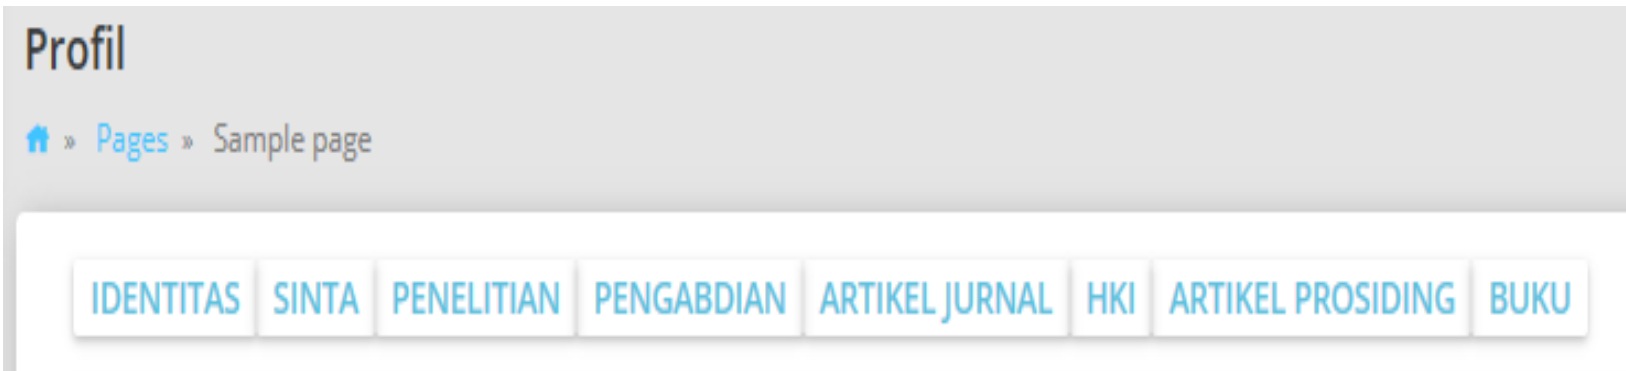 Profil
» Pages » Sample page
IDENTITAS SINTA PENELITIAN PENGABDIAN ARTIKEL JURNAL HKI ARTIKEL PROSIDING BUKU